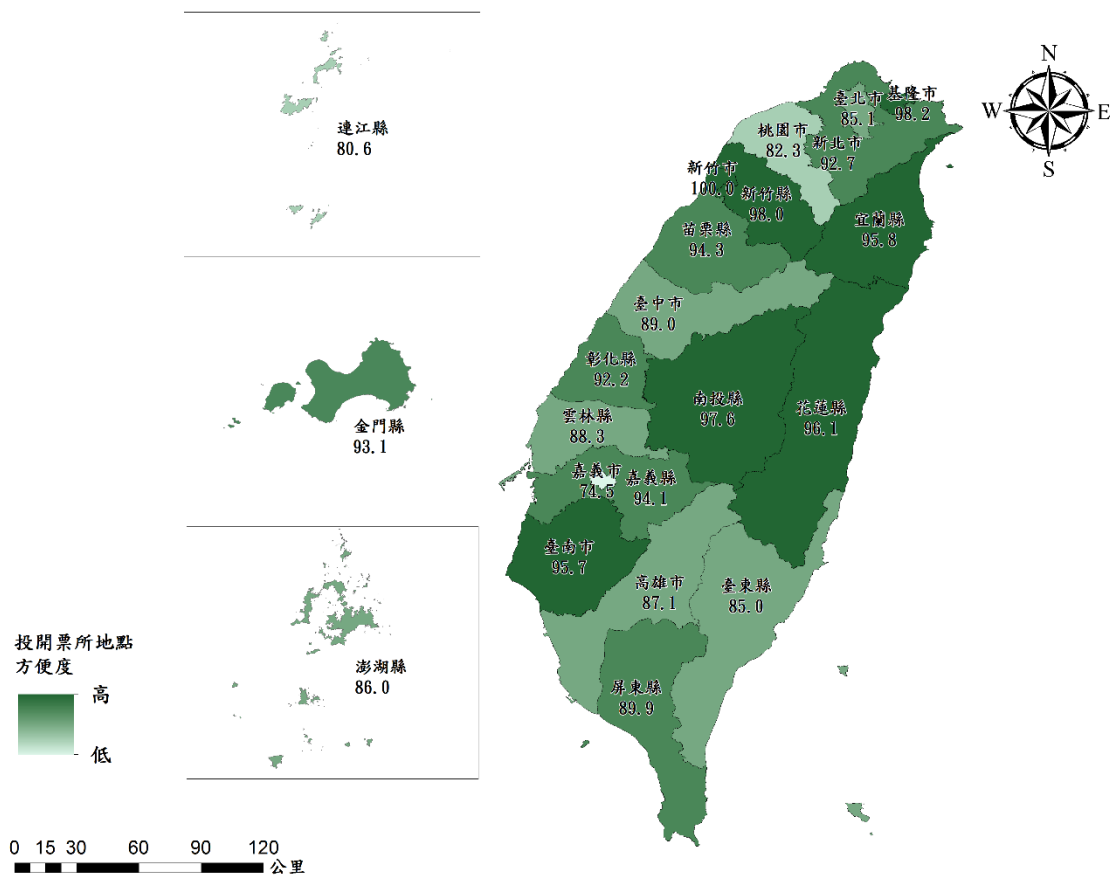 連江縣
80.6
金門縣
93.1
澎湖縣
86.0
投開票所地點
方便度
高
低
0 15 30 60 90 120
公里
N
W
E
S
基隆市
98.2
臺北市
85.1
新北市
92.7
桃園市
82.3
新竹市
100.0
新竹縣
98.0
宜蘭縣
95.8
苗栗縣
94.3
臺中市
89.0
彰化縣
92.2
南投縣
97.6
花蓮縣
96.1
雲林縣
88.3
嘉義市
74.5
嘉義縣
94.1
臺南市
95.7
高雄市
87.1
臺東縣
85.0
屏東縣
89.9